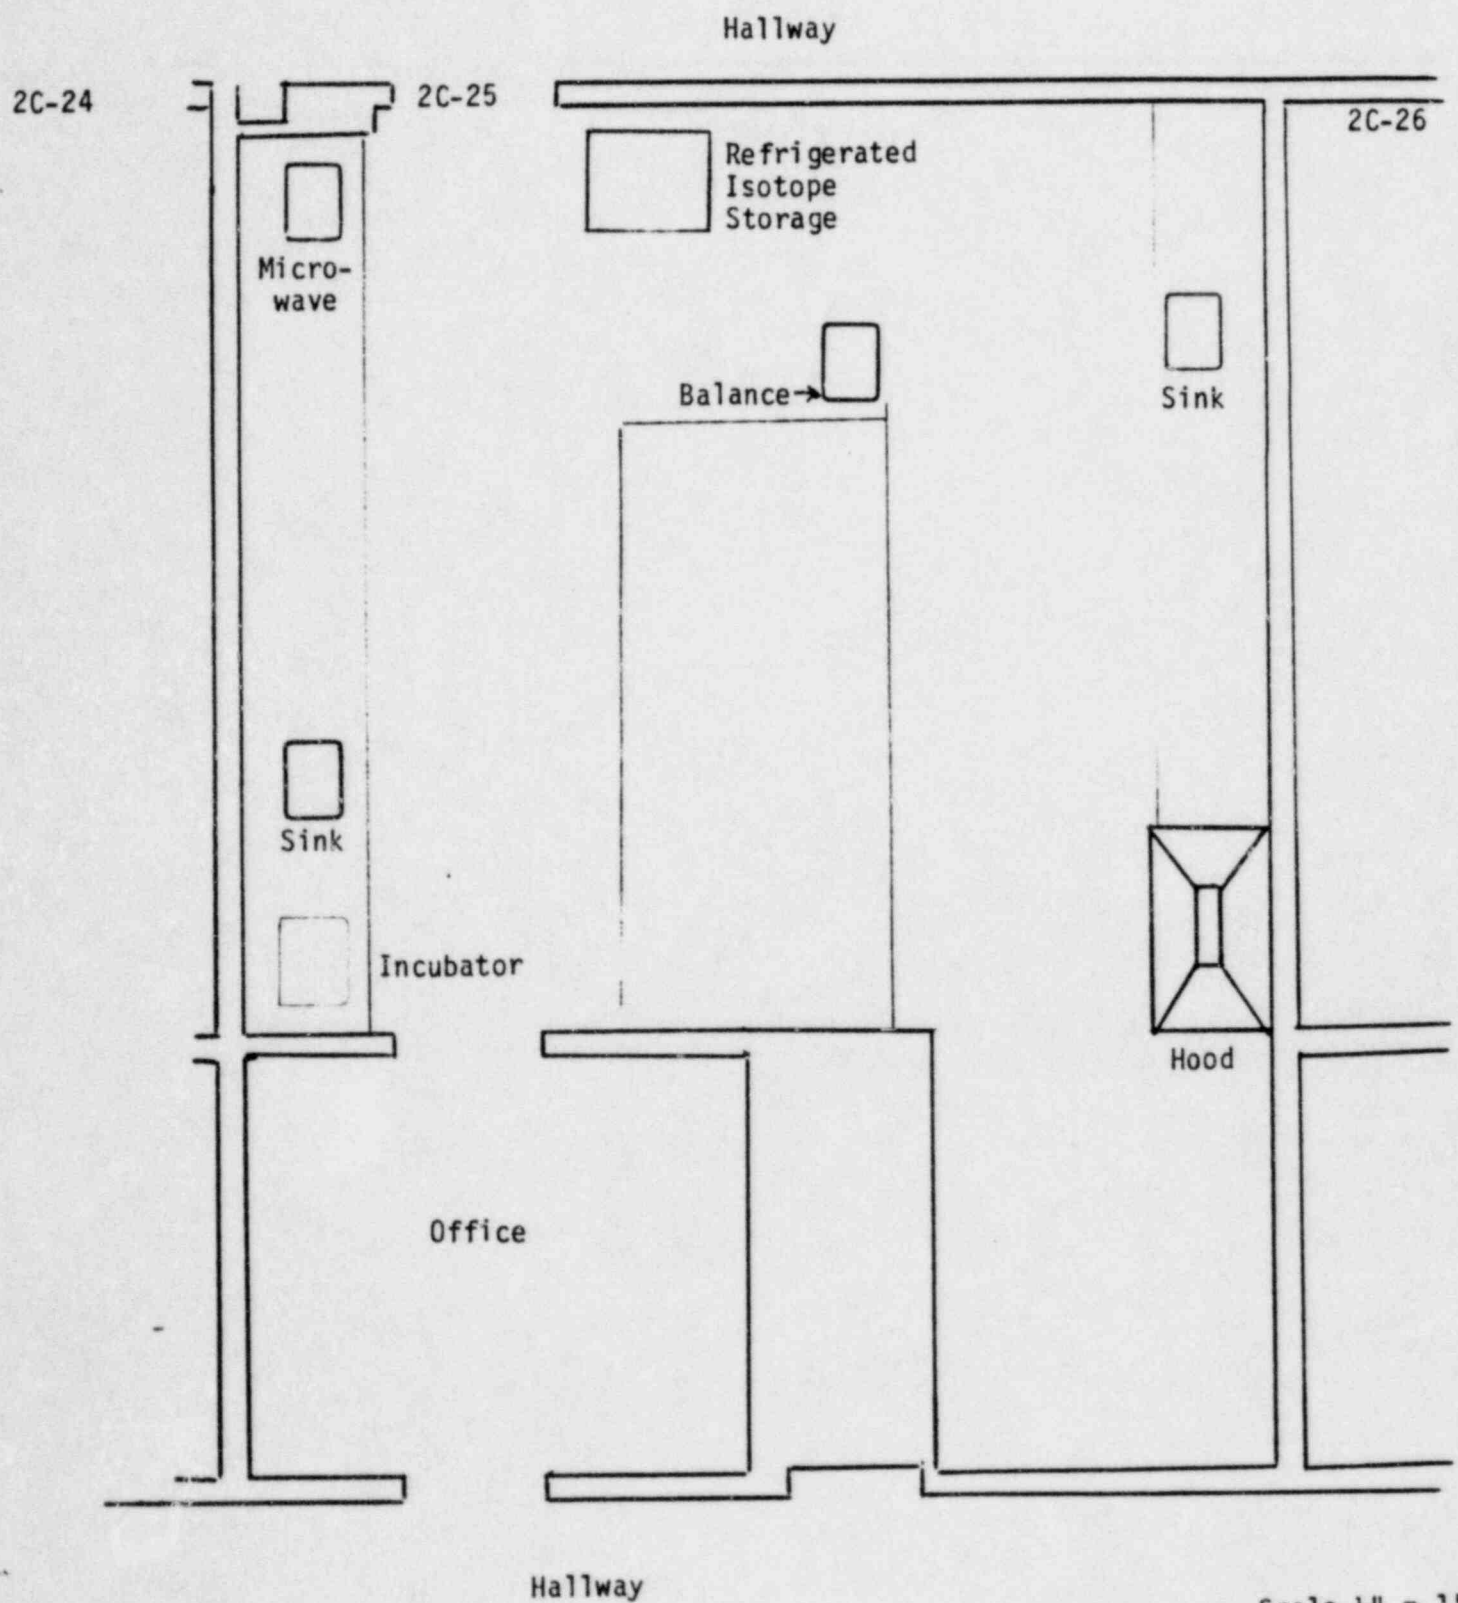 Hallway
2C-24
2C-25
2C-26
Refrigerated
Isotope
Storage
Micro-
wave
Balance→
Sink
Sink
Incubator
Hood
Office
Hallway